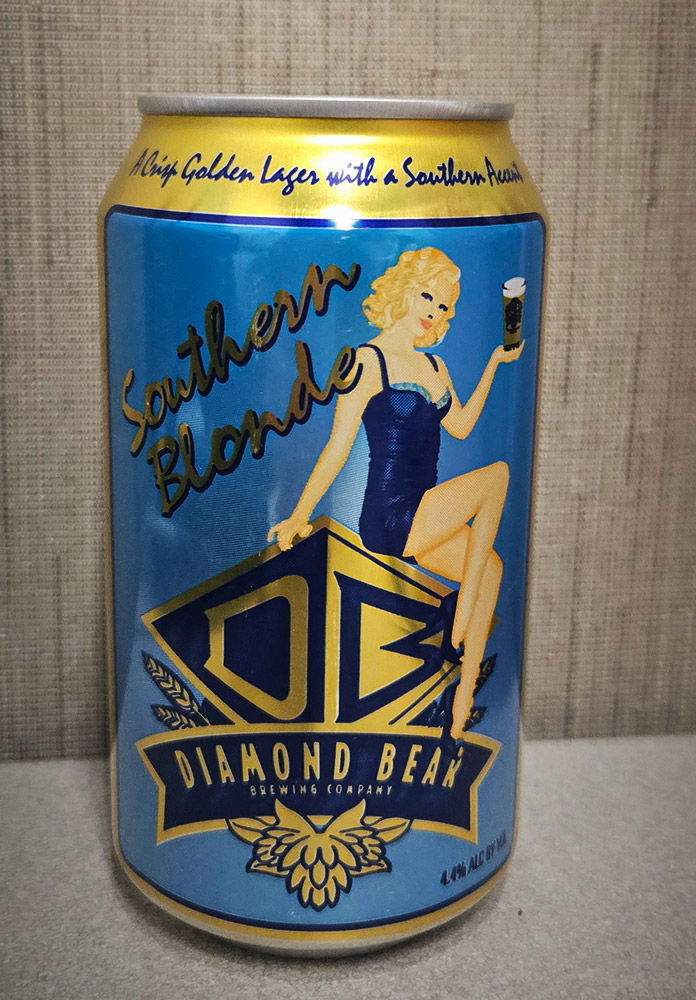 A Crisp Golden Lager with a Southern Accent
Southern
Blonde
DB
DIAMOND BEAR
BREWING COMPANY
4.4% ALC BY VOL